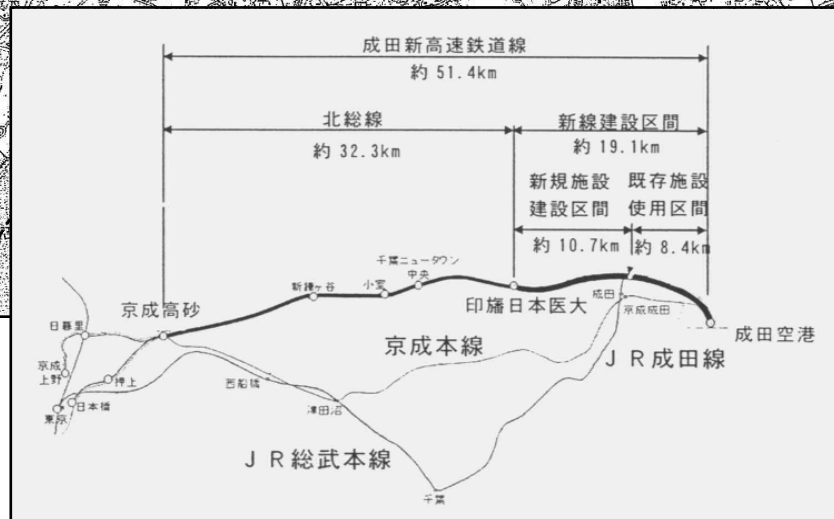 成田新高速鉄道線
約 51.4km
北総線
約 32.3km
新線建設区間
約 19.1km
新規施設
建設区間
既存施設
使用区間
約 10.7km
約 8.4km
千葉ニュータウン
中央
小室
新鎌ヶ谷
京成高砂
印旛日本医大
成田
京成成田
成田空港
日暮里
京成
上野
押上
日本橋
東京
西船橋
津田沼
京成本線
JR成田線
JR総武本線
千葉